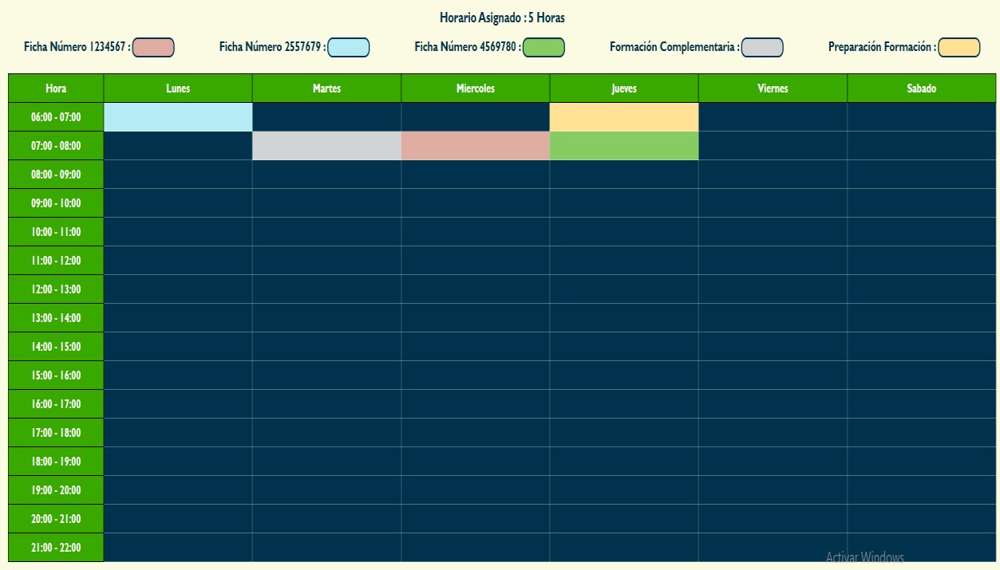 Horario Asignado : 5 Horas
Ficha Número 1234567 : Ficha Número 2557679 : Ficha Número 4569780 : Formación Complementaria : Preparación Formación :
Hora Lunes Martes Miercoles Jueves Viernes Sabado
06:00 - 07:00
07:00 - 08:00
08:00 - 09:00
09:00 - 10:00
10:00 - 11:00
11:00 - 12:00
12:00 - 13:00
13:00 - 14:00
14:00 - 15:00
15:00 - 16:00
16:00 - 17:00
17:00 - 18:00
18:00 - 19:00
19:00 - 20:00
20:00 - 21:00
21:00 - 22:00
Activar Windows